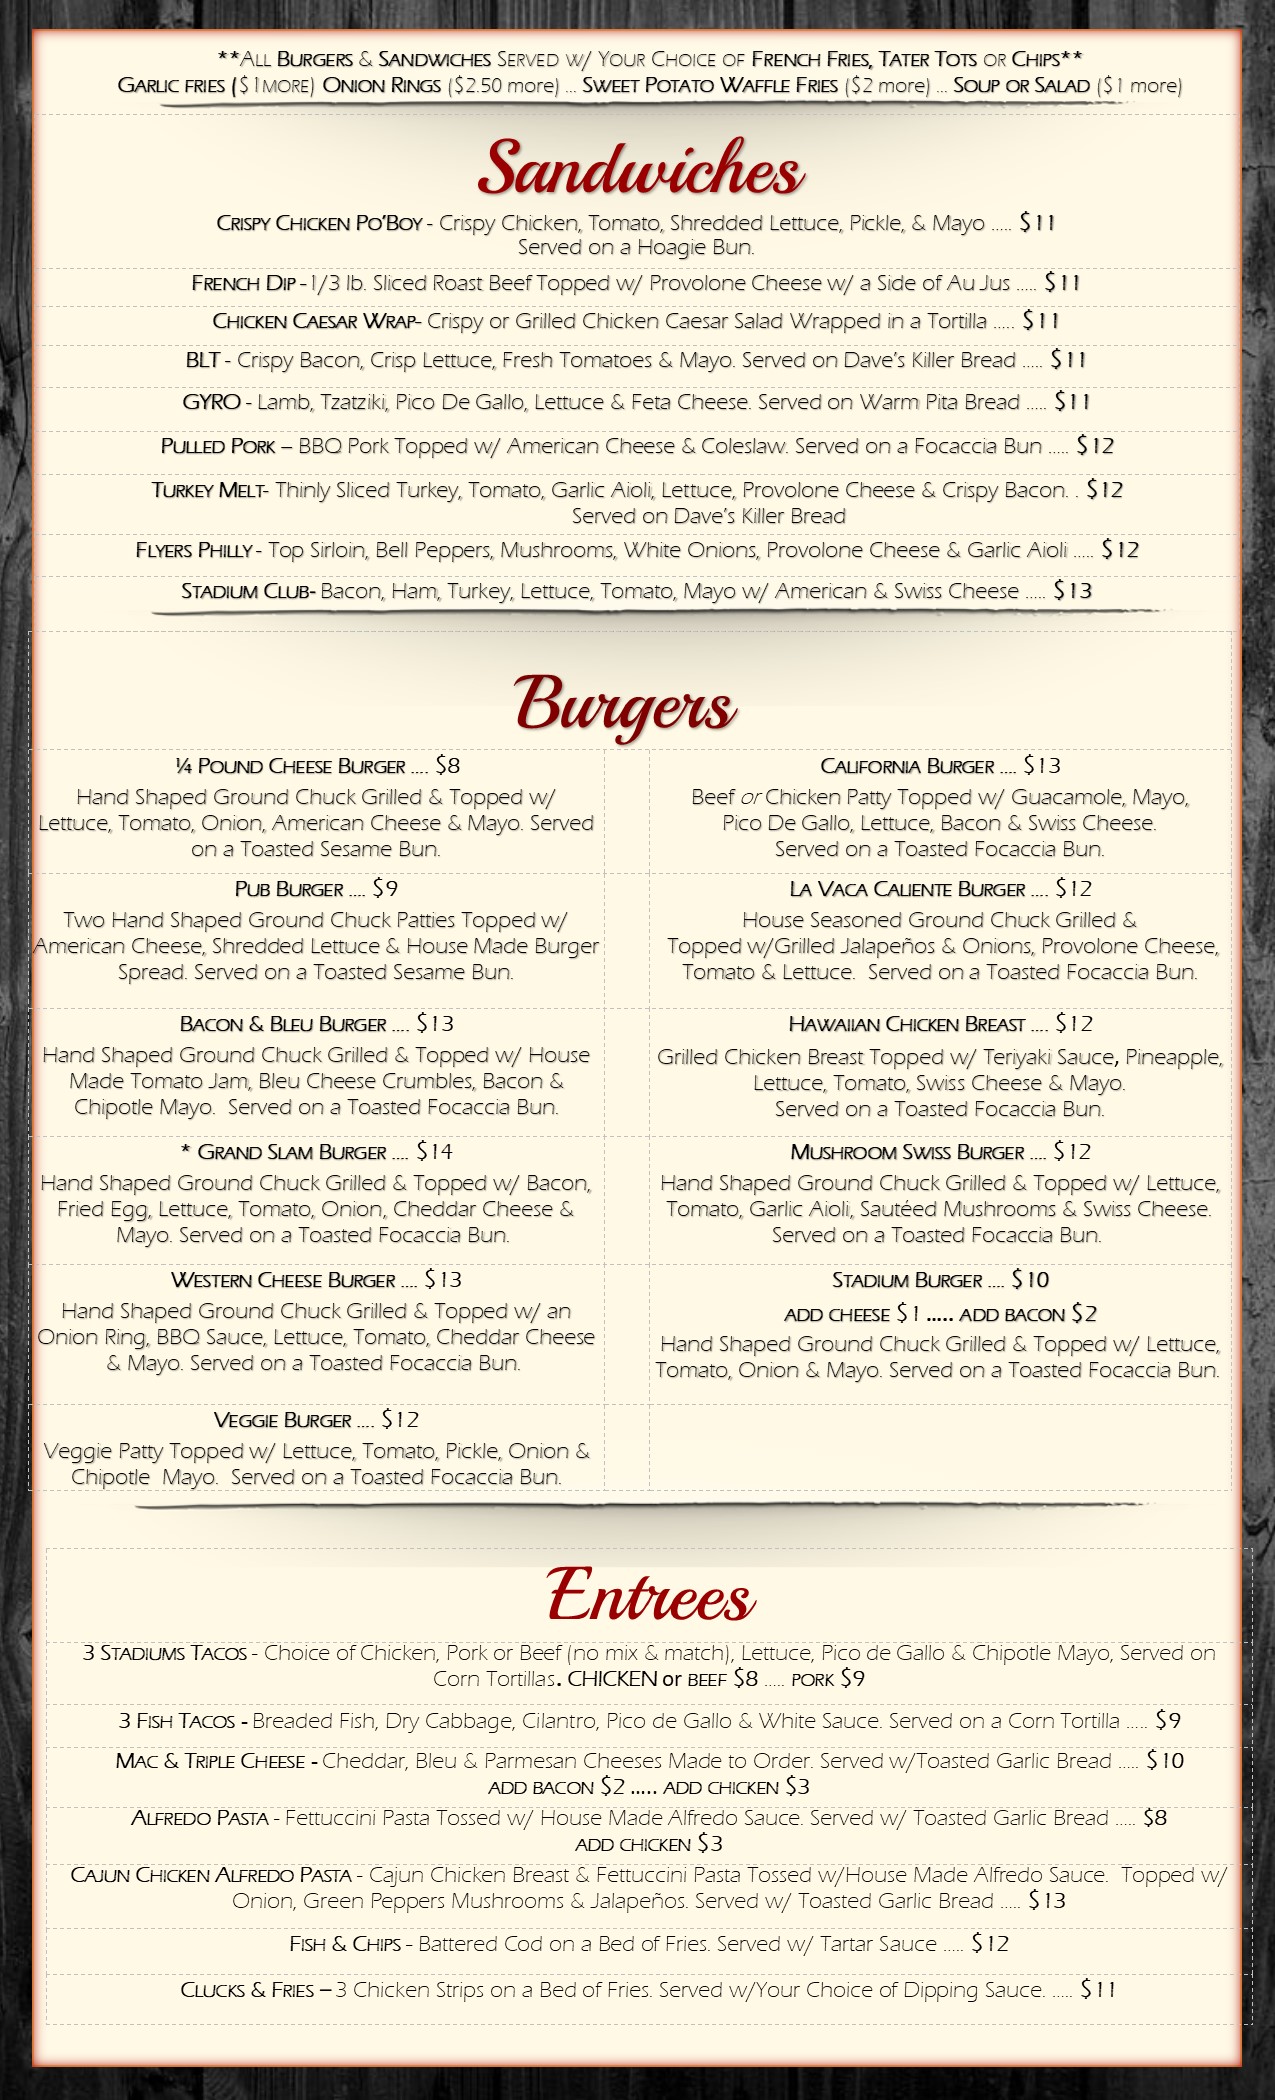 **All Burgers & Sandwiches Served w/ Your Choice of French Fries, Tater Tots or Chips**
Garlic fries ($1more) Onion Rings ($2.50 more) ... Sweet Potato Waffle Fries ($2 more) ... Soup or Salad ($1 more)
Sandwiches
Crispy Chicken Po'Boy - Crispy Chicken, Tomato, Shredded Lettuce, Pickle, & Mayo ..... $11
Served on a Hoagie Bun.
French Dip -1/3 lb. Sliced Roast Beef Topped w/ Provolone Cheese w/ a Side of Au Jus ..... $11
Chicken Caesar Wrap- Crispy or Grilled Chicken Caesar Salad Wrapped in a Tortilla ..... $11
BLT - Crispy Bacon, Crisp Lettuce, Fresh Tomatoes & Mayo. Served on Dave's Killer Bread ..... $11
GYRO - Lamb, Tzatziki, Pico De Gallo, Lettuce & Feta Cheese. Served on Warm Pita Bread ..... $11
Pulled Pork – BBQ Pork Topped w/ American Cheese & Coleslaw. Served on a Focaccia Bun ..... $12
Turkey Melt- Thinly Sliced Turkey, Tomato, Garlic Aioli, Lettuce, Provolone Cheese & Crispy Bacon. . $12
Served on Dave's Killer Bread
Flyers Philly - Top Sirloin, Bell Peppers, Mushrooms, White Onions, Provolone Cheese & Garlic Aioli ..... $12
Stadium Club- Bacon, Ham, Turkey, Lettuce, Tomato, Mayo w/ American & Swiss Cheese ..... $13
Burgers
¼ Pound Cheese Burger .... $8
Hand Shaped Ground Chuck Grilled & Topped w/
Lettuce, Tomato, Onion, American Cheese & Mayo. Served
on a Toasted Sesame Bun.
California Burger .... $13
Beef or Chicken Patty Topped w/ Guacamole, Mayo,
Pico De Gallo, Lettuce, Bacon & Swiss Cheese.
Served on a Toasted Focaccia Bun.
Pub Burger .... $9
Two Hand Shaped Ground Chuck Patties Topped w/
American Cheese, Shredded Lettuce & House Made Burger
Spread. Served on a Toasted Sesame Bun.
La Vaca Caliente Burger .... $12
House Seasoned Ground Chuck Grilled &
Topped w/Grilled Jalapeños & Onions, Provolone Cheese,
Tomato & Lettuce. Served on a Toasted Focaccia Bun.
Bacon & Bleu Burger .... $13
Hand Shaped Ground Chuck Grilled & Topped w/ House
Made Tomato Jam, Bleu Cheese Crumbles, Bacon &
Chipotle Mayo. Served on a Toasted Focaccia Bun.
Hawaiian Chicken Breast .... $12
Grilled Chicken Breast Topped w/ Teriyaki Sauce, Pineapple,
Lettuce, Tomato, Swiss Cheese & Mayo.
Served on a Toasted Focaccia Bun.
* Grand Slam Burger .... $14
Hand Shaped Ground Chuck Grilled & Topped w/ Bacon,
Fried Egg, Lettuce, Tomato, Onion, Cheddar Cheese &
Mayo. Served on a Toasted Focaccia Bun.
Mushroom Swiss Burger .... $12
Hand Shaped Ground Chuck Grilled & Topped w/ Lettuce,
Tomato, Garlic Aioli, Sautéed Mushrooms & Swiss Cheese.
Served on a Toasted Focaccia Bun.
Western Cheese Burger .... $13
Hand Shaped Ground Chuck Grilled & Topped w/ an
Onion Ring, BBQ Sauce, Lettuce, Tomato, Cheddar Cheese
& Mayo. Served on a Toasted Focaccia Bun.
Stadium Burger .... $10
add cheese $1 ..... add bacon $2
Hand Shaped Ground Chuck Grilled & Topped w/ Lettuce,
Tomato, Onion & Mayo. Served on a Toasted Focaccia Bun.
Veggie Burger .... $12
Veggie Patty Topped w/ Lettuce, Tomato, Pickle, Onion &
Chipotle Mayo. Served on a Toasted Focaccia Bun.
Entrees
3 Stadiums Tacos - Choice of Chicken, Pork or Beef (no mix & match), Lettuce, Pico de Gallo & Chipotle Mayo, Served on
Corn Tortillas. CHICKEN or beef $8 ..... pork $9
3 Fish Tacos - Breaded Fish, Dry Cabbage, Cilantro, Pico de Gallo & White Sauce. Served on a Corn Tortilla ..... $9
Mac & Triple Cheese - Cheddar, Bleu & Parmesan Cheeses Made to Order. Served w/Toasted Garlic Bread ..... $10
add bacon $2 ..... add chicken $3
Alfredo Pasta - Fettuccini Pasta Tossed w/ House Made Alfredo Sauce. Served w/ Toasted Garlic Bread ..... $8
add chicken $3
Cajun Chicken Alfredo Pasta - Cajun Chicken Breast & Fettuccini Pasta Tossed w/House Made Alfredo Sauce. Topped w/
Onion, Green Peppers Mushrooms & Jalapeños. Served w/ Toasted Garlic Bread ..... $13
Fish & Chips - Battered Cod on a Bed of Fries. Served w/ Tartar Sauce ..... $12
Clucks & Fries – 3 Chicken Strips on a Bed of Fries. Served w/Your Choice of Dipping Sauce. ..... $11